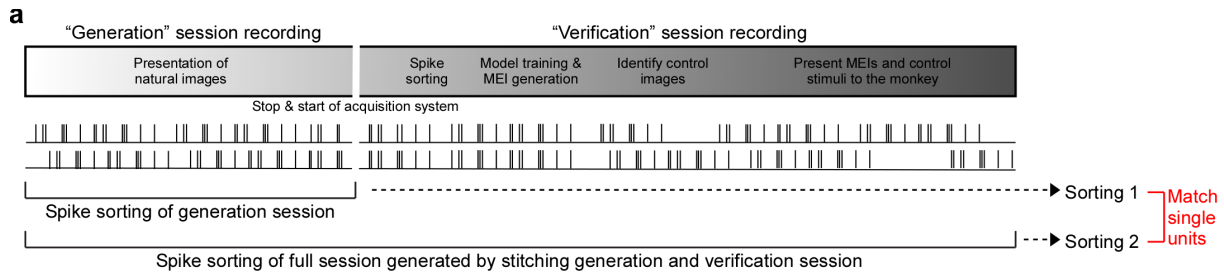 a
“Generation” session recording
“Verification” session recording
Presentation of
natural images
Spike
sorting
Model training &
MEI generation
Identify control
images
Present MEIs and control
stimuli to the monkey
Stop & start of acquisition system
Sorting 1
Spike sorting of generation session
Match
single
units
Sorting 2
Spike sorting of full session generated by stitching generation and verification session